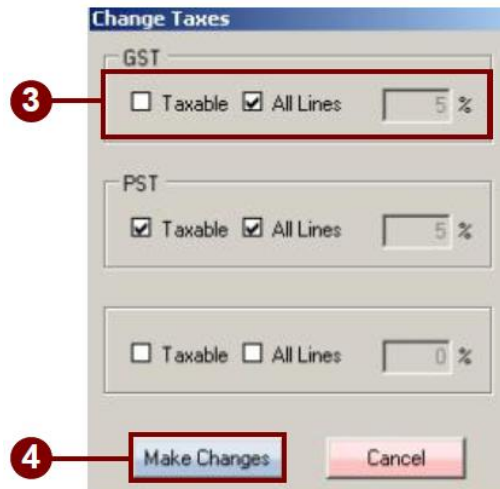 Change Taxes
GST
3 Taxable All Lines 5 %
PST
Taxable All Lines 5 %
Taxable All Lines 0 %
4 Make Changes Cancel